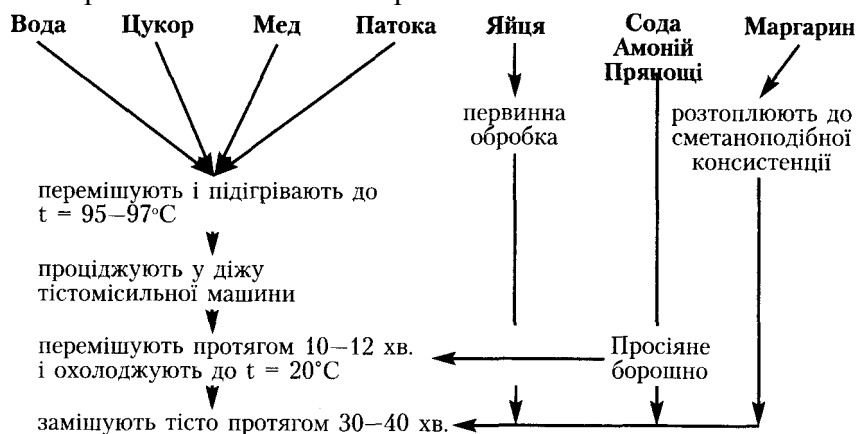 Вода Цукор Мед Патока Яйця Сода Маргарин
Амоній
Прянощі
первинна
обробка
розтоплюють до
сметаноподібної
консистенції
перемішують і підігрівають до
t = 95–97°C
проціджують у діжу
тістомісильної машини
перемішують протягом 10–12 хв.
і охолоджують до t = 20°C
Просіяне
борошно
замішують тісто протягом 30–40 хв.